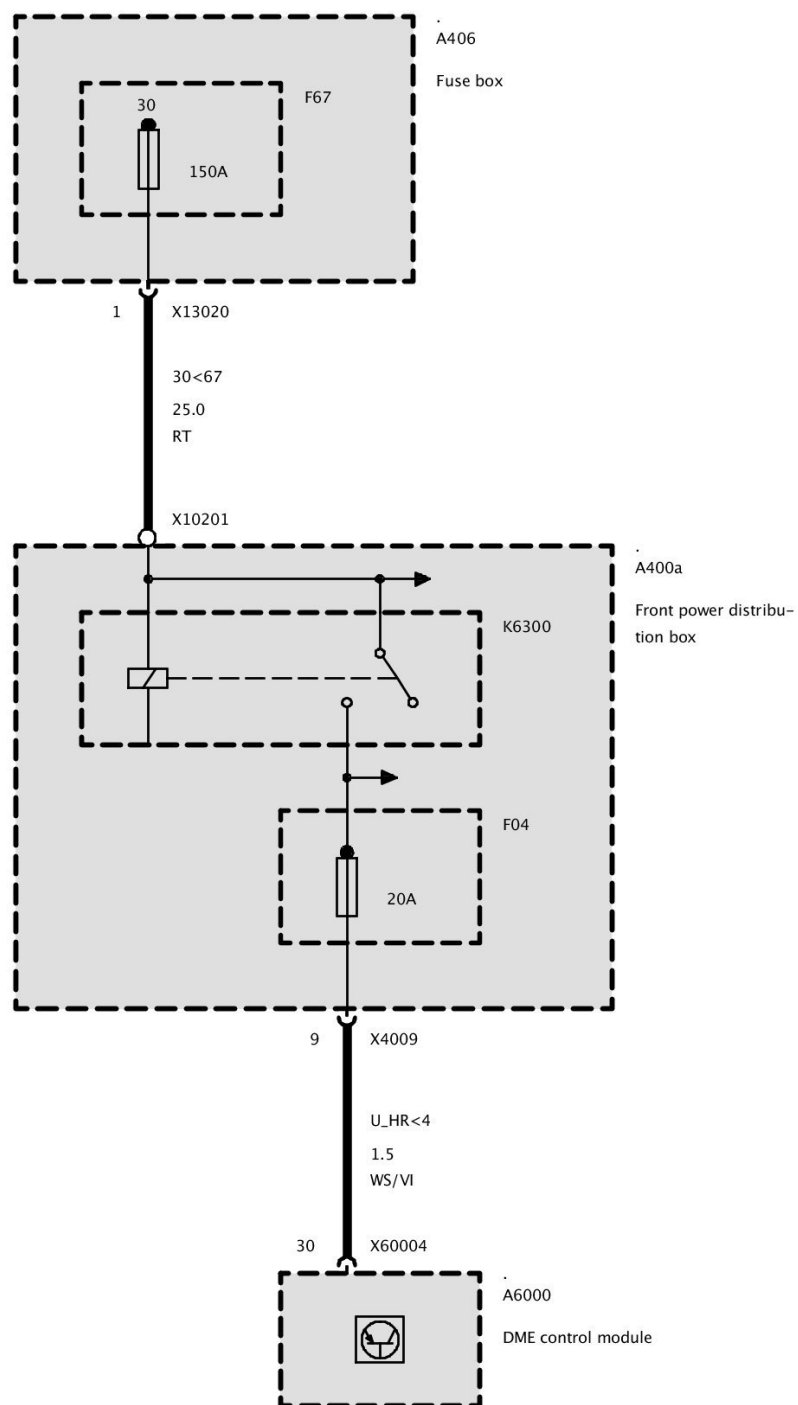 .
A406
Fuse box
F67
30
150A
1 X13020
30<67
25.0
RT
X10201
.
A400a
Front power distribu-
tion box
K6300
F04
20A
9 X4009
U_HR<4
1.5
WS/VI
30 X60004
.
A6000
DME control module